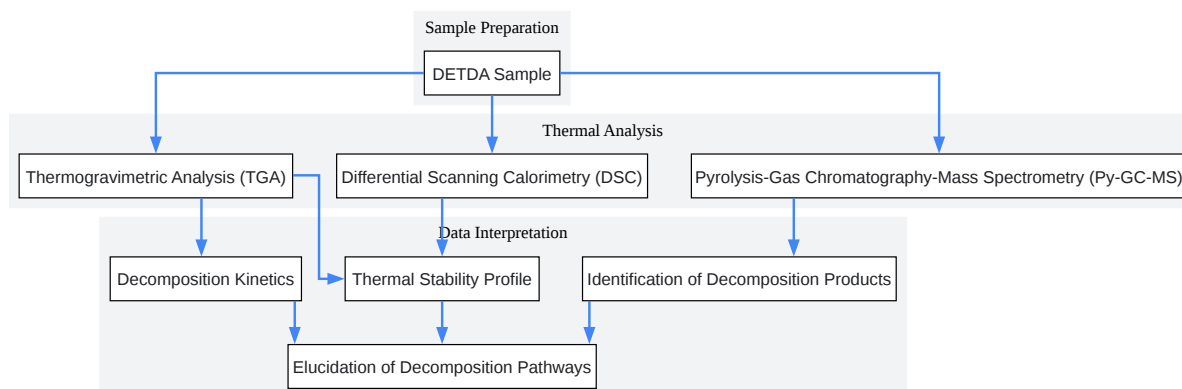 Sample Preparation
DETDA Sample
Thermal Analysis
Thermogravimetric Analysis (TGA)
Differential Scanning Calorimetry (DSC)
Pyrolysis-Gas Chromatography-Mass Spectrometry (Py-GC-MS)
Data Interpretation
Decomposition Kinetics
Thermal Stability Profile
Identification of Decomposition Products
Elucidation of Decomposition Pathways